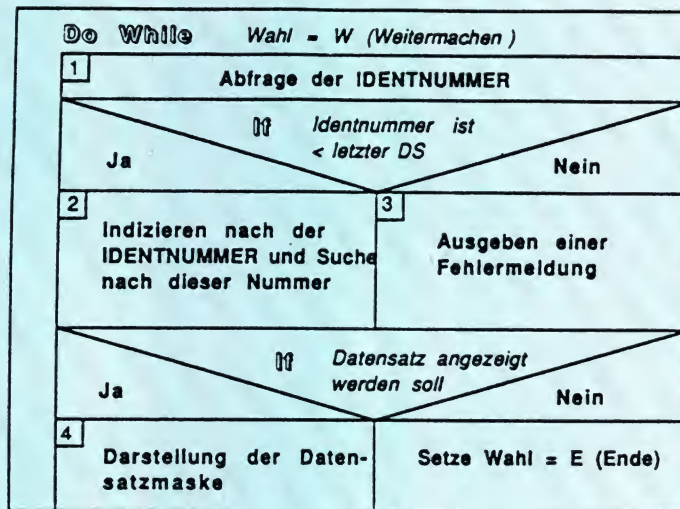 Do While Wahl = W (Weitermachen)
1
Abfrage der IDENTNUMMER
If Identnummer ist
< letzter DS
Ja
Nein
2
Indizieren nach der
IDENTNUMMER und Suche
nach dieser Nummer
3
Ausgeben einer
Fehlermeldung
If Datensatz angezeigt
werden soll
Ja
Nein
4
Darstellung der Daten-
satzmaske
Setze Wahl = E (Ende)